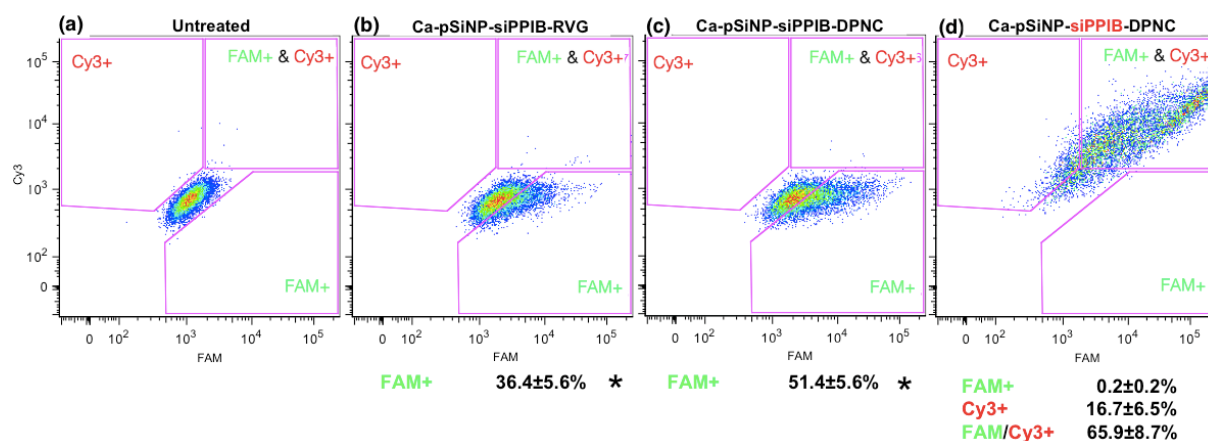 (a) Untreated
(b) Ca-pSiNP-siPPIB-RVG
(c) Ca-pSiNP-siPPIB-DPNC
(d) Ca-pSiNP-siPPIB-DPNC
Cy3+
FAM+ & Cy3+
Cy3+
FAM+ & Cy3+
Cy3+
FAM+ & Cy3+
Cy3+
FAM+ & Cy3+
Cy3
10^5
10^4
10^3
10^2
0
FAM+
FAM+
FAM+
FAM+
0 10^2 10^3 10^4 10^5
0 10^2 10^3 10^4 10^5
0 10^2 10^3 10^4 10^5
0 10^2 10^3 10^4 10^5
FAM
FAM
FAM
FAM
FAM+ 36.4±5.6% *
FAM+ 51.4±5.6% *
FAM+ 0.2±0.2%
Cy3+ 16.7±6.5%
FAM/Cy3+ 65.9±8.7%